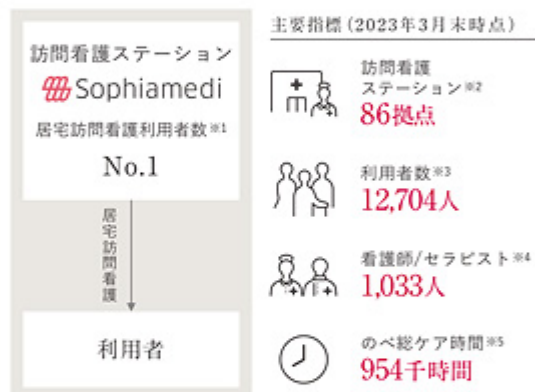 訪問看護ステーション
Sophiamedi
居宅訪問看護利用者数※1
No.1
居宅訪問看護
利用者
主要指標(2023年3月末時点)
訪問看護
ステーション※2
86拠点
利用者数※3
12,704人
看護師/セラピスト※4
1,033人
のべ総ケア時間※5
954千時間